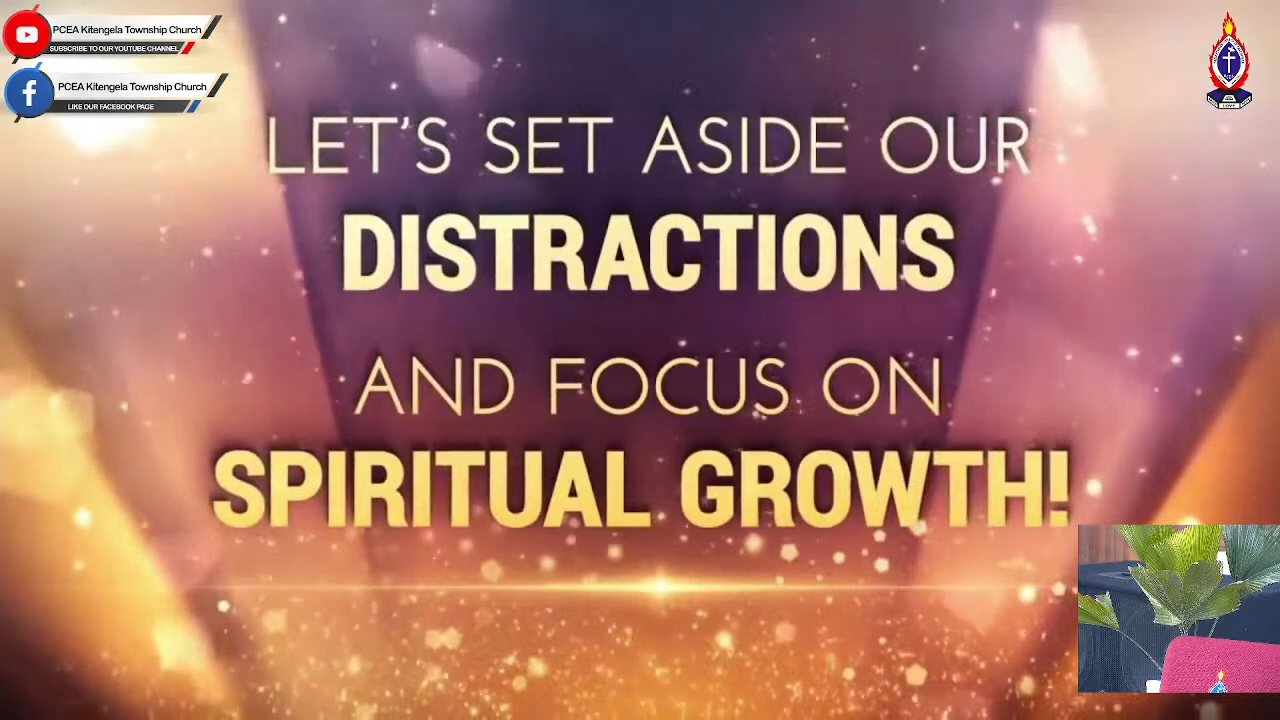 PCEA Kitengela Township Church
SUBSCRIBE TO OUR YOUTUBE CHANNEL
PCEA Kitengela Township Church
LIKE OUR FACEBOOK PAGE
LET'S SET ASIDE OUR
DISTRACTIONS
AND FOCUS ON
SPIRITUAL GROWTH!